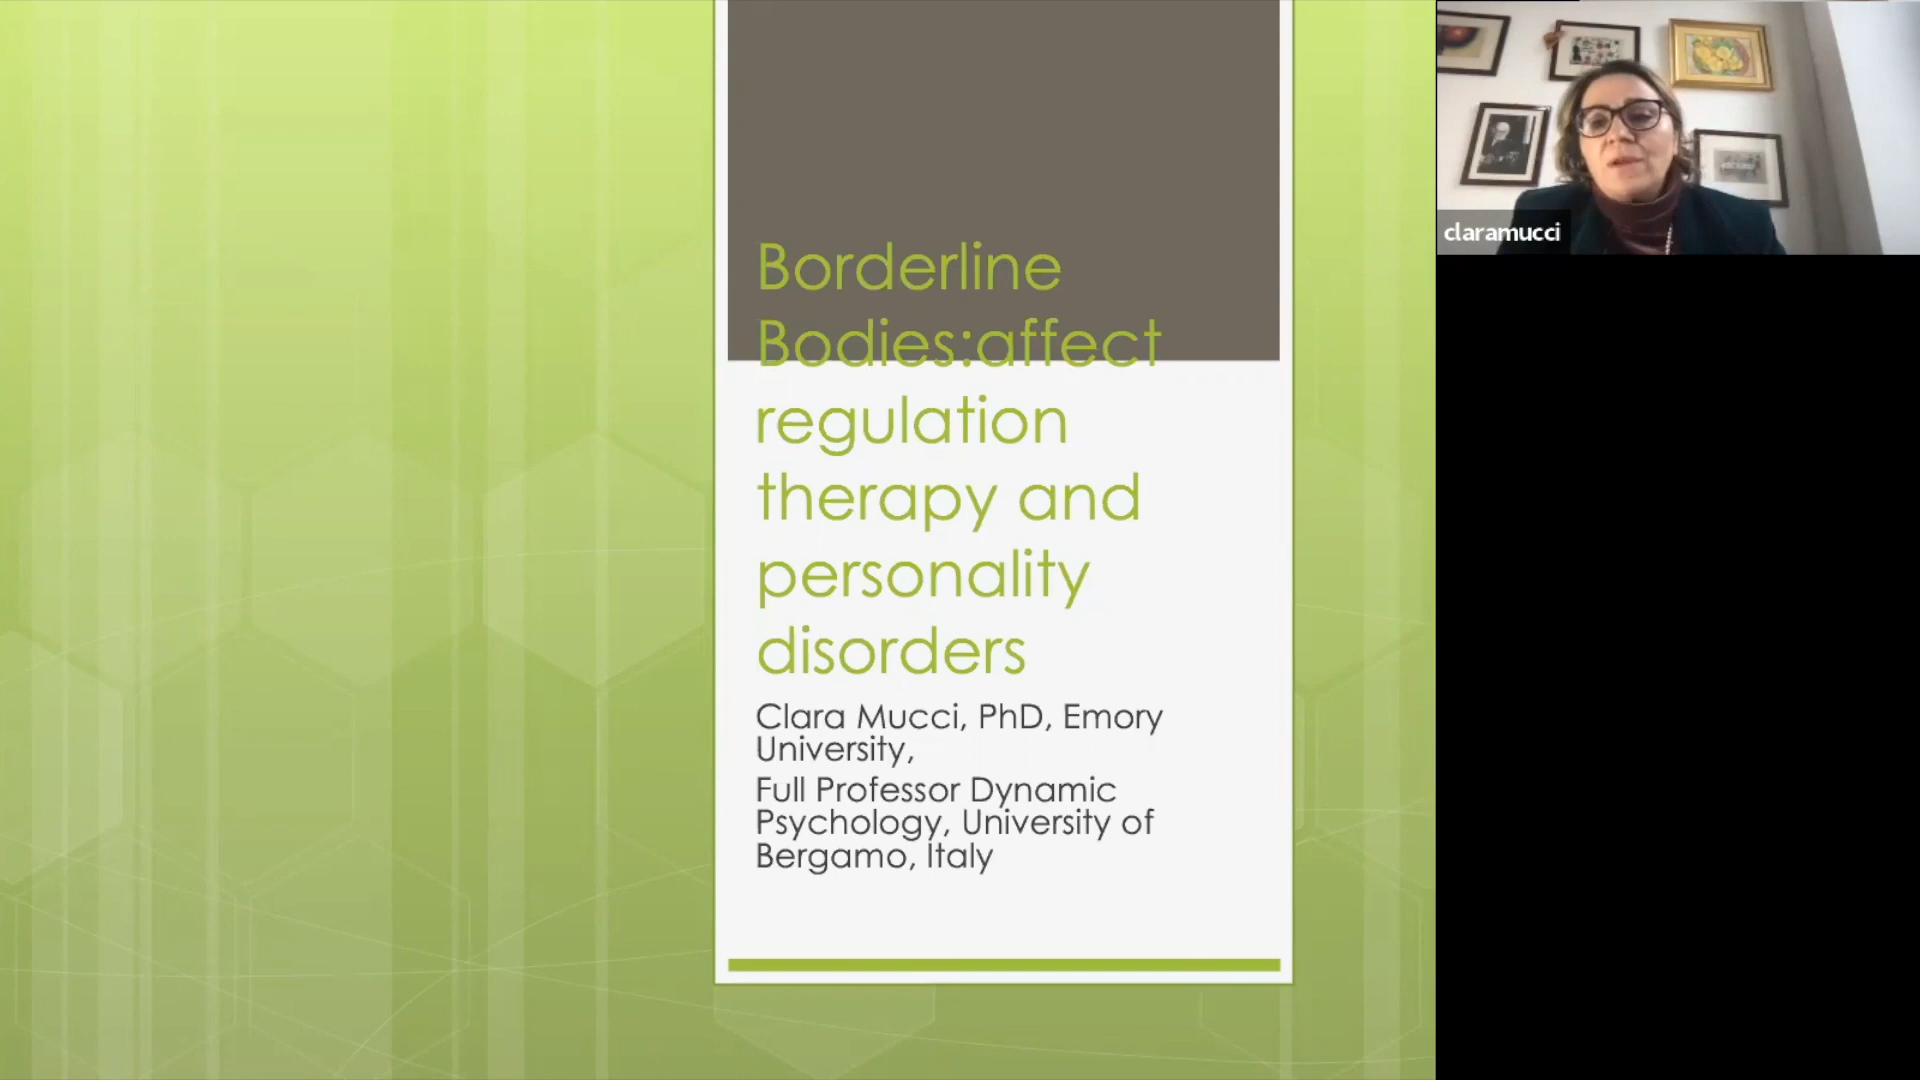 Borderline
Bodies:affect
regulation
therapy and
personality
disorders
Clara Mucci, PhD, Emory
University,
Full Professor Dynamic
Psychology, University of
Bergamo, Italy
claramucci